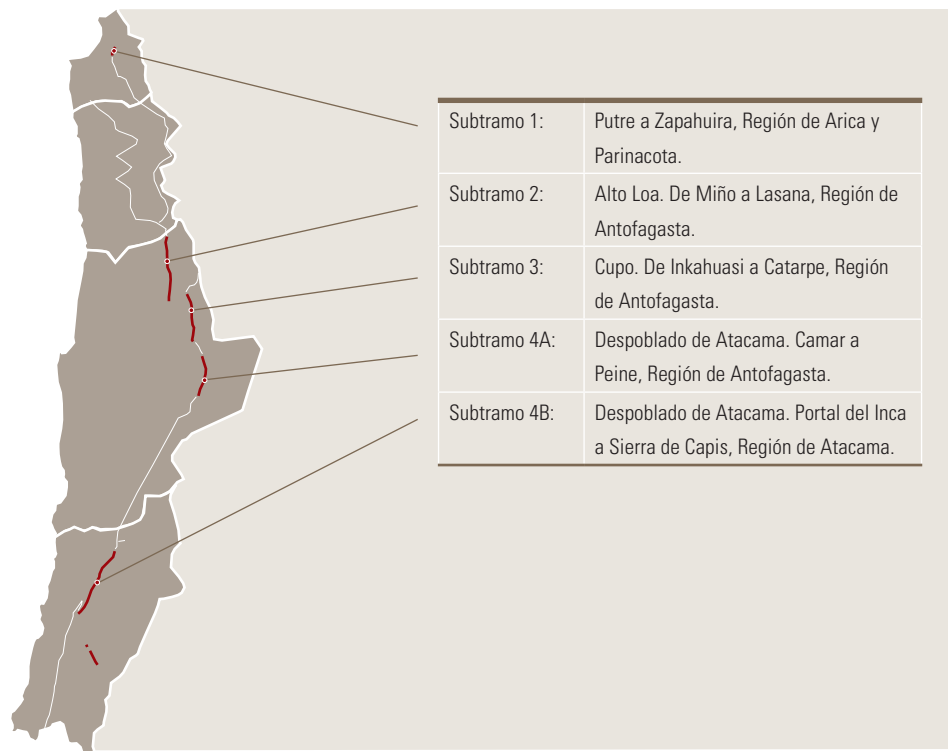 Subtramo 1: Putre a Zapahuira, Región de Arica y
Parinacota.
Subtramo 2: Alto Loa. De Miño a Lasana, Región de
Antofagasta.
Subtramo 3: Cupo. De Inkahuasi a Catarpe, Región
de Antofagasta.
Subtramo 4A: Despoblado de Atacama. Camar a
Peine, Región de Antofagasta.
Subtramo 4B: Despoblado de Atacama. Portal del Inca
a Sierra de Capis, Región de Atacama.